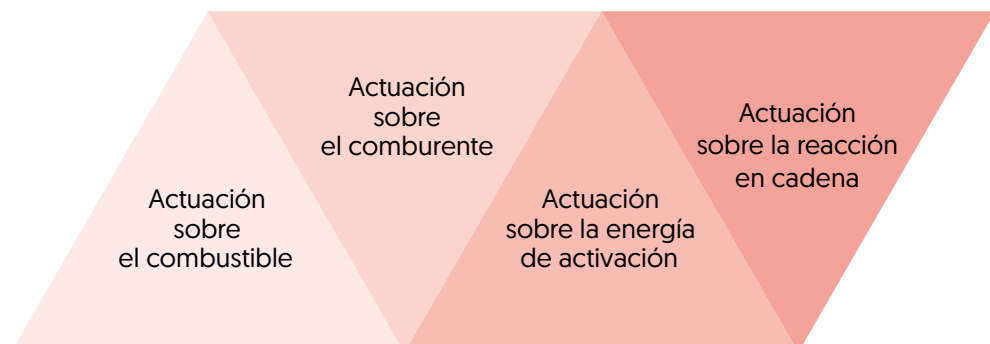 Actuación
sobre
el combustible
Actuación
sobre
el comburente
Actuación
sobre la energía
de activación
Actuación
sobre la reacción
en cadena